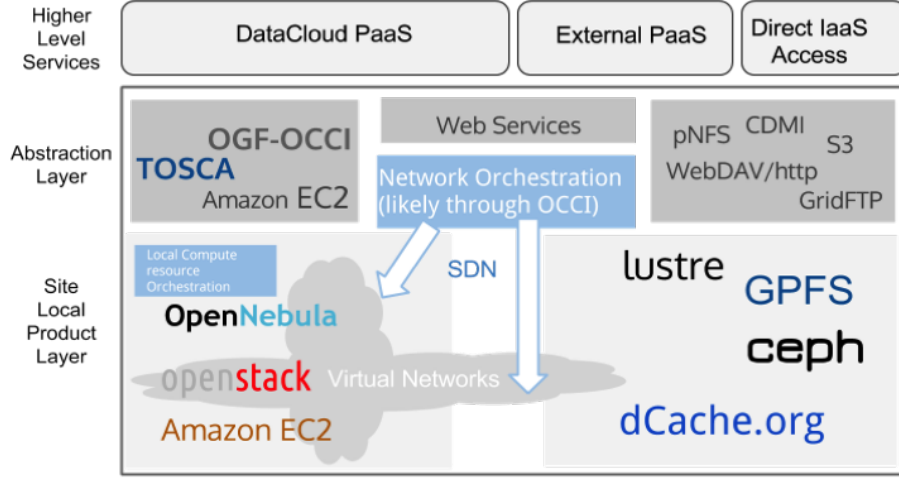 Higher
Level
Services
DataCloud PaaS
External PaaS
Direct IaaS
Access
Abstraction
Layer
OGF-OCCI
TOSCA
Amazon EC2
Web Services
Network Orchestration
(likely through OCCI)
pNFS CDMI
S3
WebDAV/http
GridFTP
Site
Local
Product
Layer
Local Compute
resource
Orchestration
OpenNebula
openstack
Amazon EC2
SDN
Virtual Networks
lustre
GPFS
ceph
dCache.org